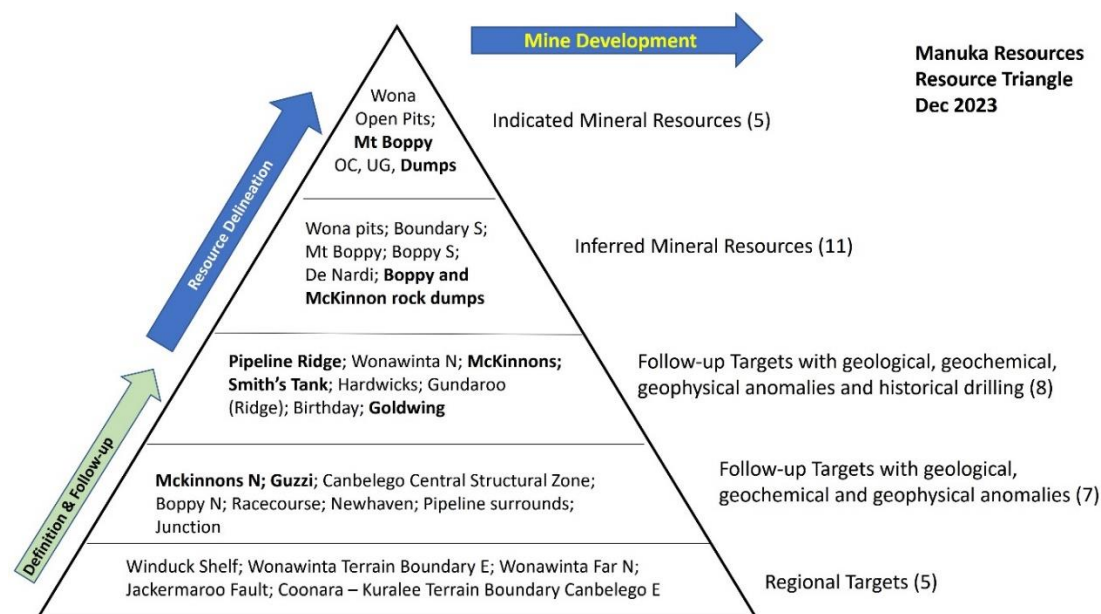 Mine Development
Manuka Resources
Resource Triangle
Dec 2023
Resource Delineation
Definition & Follow-up
Wona
Open Pits;
Mt Boppy
OC, UG, Dumps
Indicated Mineral Resources (5)
Wona pits; Boundary S;
Mt Boppy; Boppy S;
De Nardi; Boppy and
McKinnon rock dumps
Inferred Mineral Resources (11)
Pipeline Ridge; Wonawinta N; McKinnons;
Smith's Tank; Hardwicks; Gundaroo
(Ridge); Birthday; Goldwing
Follow-up Targets with geological, geochemical,
geophysical anomalies and historical drilling (8)
Mckinnons N; Guzzi; Canbelego Central Structural Zone;
Boppy N; Racecourse; Newhaven; Pipeline surrounds;
Junction
Follow-up Targets with geological,
geochemical and geophysical anomalies (7)
Winduck Shelf; Wonawinta Terrain Boundary E; Wonawinta Far N;
Jackermaroo Fault; Coonara – Kuralee Terrain Boundary Canbelego E
Regional Targets (5)